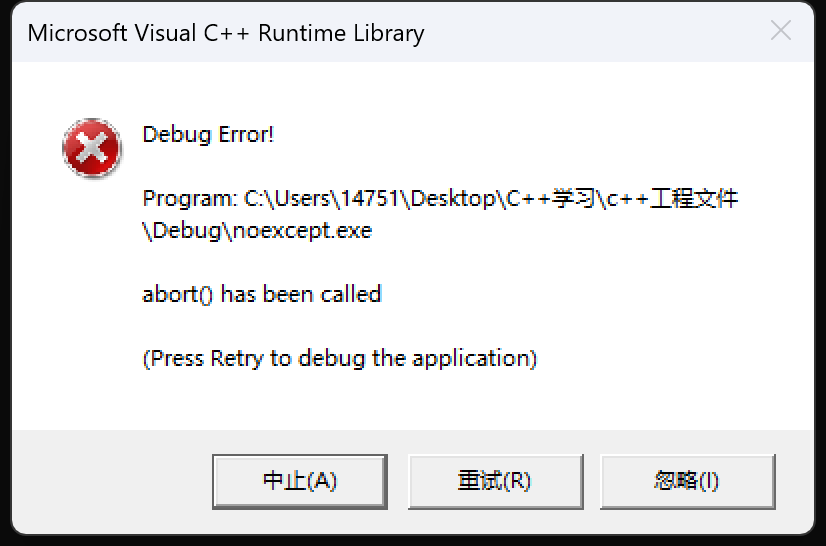 Microsoft Visual C++ Runtime Library
Debug Error!
Program: C:\Users\14751\Desktop\C++学习\c++工程文件
\Debug\noexcept.exe
abort() has been called
(Press Retry to debug the application)
中止(A)
重试(R)
忽略(I)